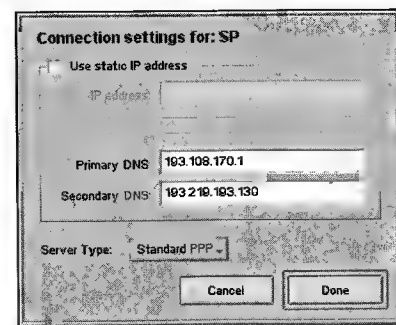 Connection settings for: SP
Use static IP address
IP address:
Primary DNS: 193.108.170.1
Secondary DNS: 193.219.193.130
Server Type: Standard PPP
Cancel Done